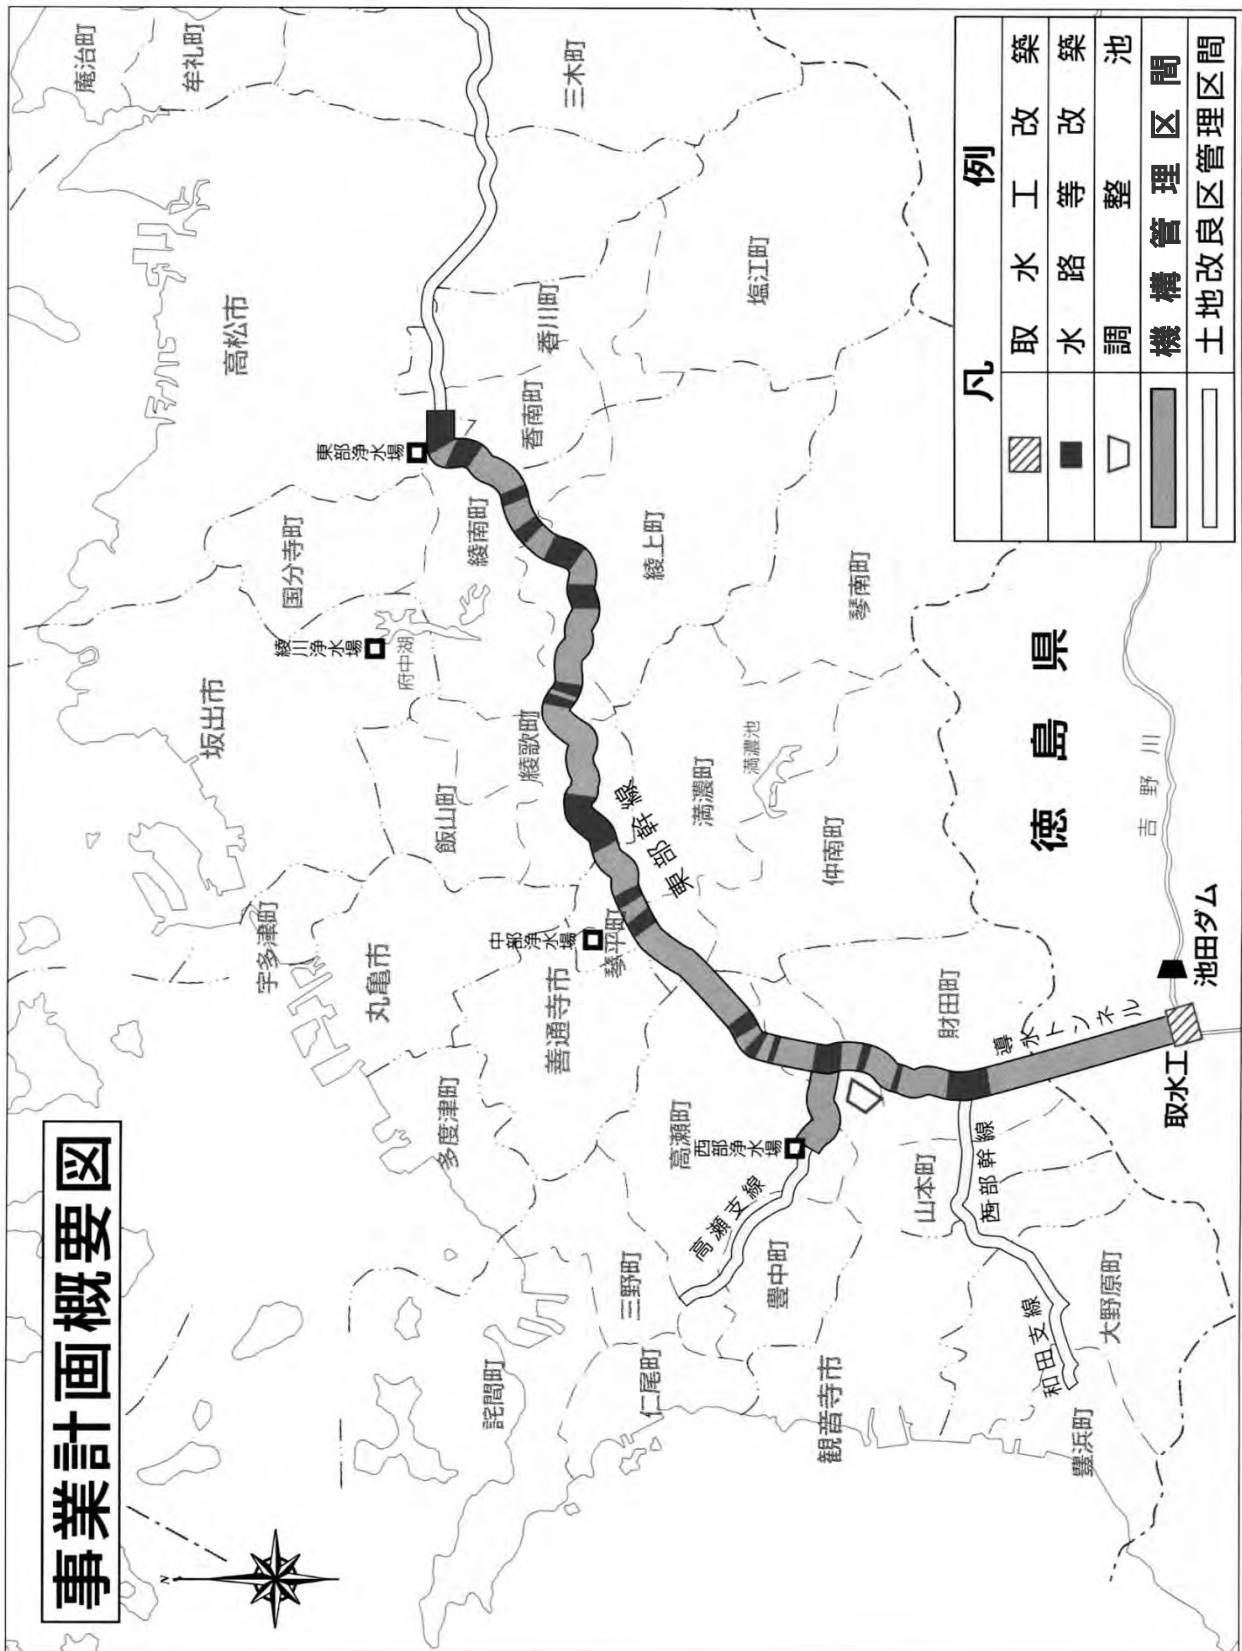 事業計画概要図
N
庵治町
牟礼町
三木町
高松市
香川町
塩江町
香南町
東部
浄水場
国分寺町
綾南町
綾上町
琴南町
綾川
浄水場
府中湖
坂出市
綾歌町
飯山町
満濃町
満濃池
東部幹線
仲南町
宇多津町
丸亀市
中部
浄水場
琴平町
善通寺市
多度津町
財田町
導水トンネル
取水工
池田ダム
吉野川
徳島県
高瀬町
西部
浄水場
高瀬支線
山本町
西部幹線
三野町
豊中町
詫間町
仁尾町
観音寺市
和田支線
大野原町
豊浜町
凡例
取水工改築
水路等改築
調整池
機構管理区間
土地改良区管理区間